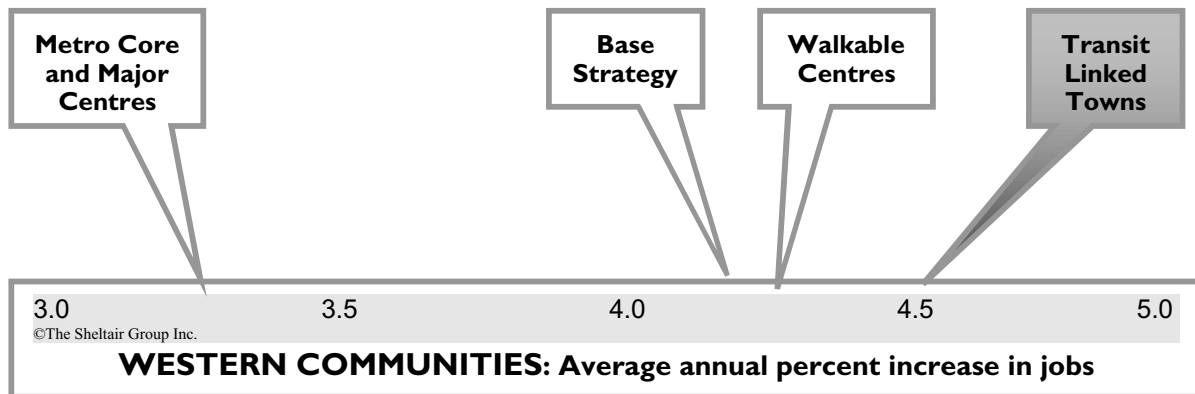 Metro Core
and Major
Centres
Base
Strategy
Walkable
Centres
Transit
Linked
Towns
3.0 3.5 4.0 4.5 5.0
©The Sheltair Group Inc.
WESTERN COMMUNITIES: Average annual percent increase in jobs